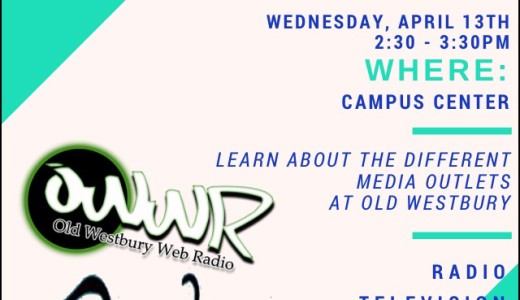 WEDNESDAY, APRIL 13TH
2:30 - 3:30PM
WHERE:
CAMPUS CENTER
LEARN ABOUT THE DIFFERENT
MEDIA OUTLETS
AT OLD WESTBURY
OWWR
Old Westbury Web Radio
RADIO
TELEVISION